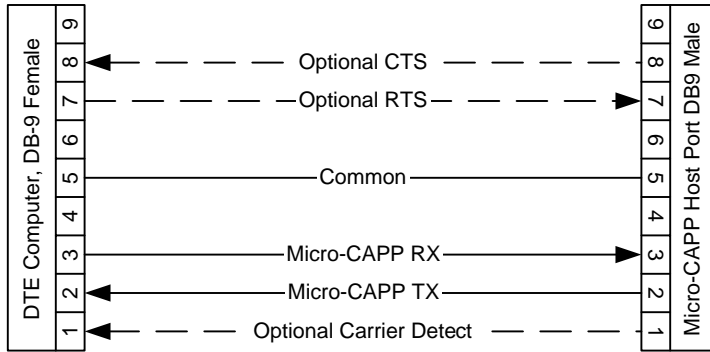 DTE Computer, DB-9 Female
9
8
7
6
5
4
3
2
1
Optional CTS
Optional RTS
Common
Micro-CAPP RX
Micro-CAPP TX
Optional Carrier Detect
9
8
7
6
5
4
3
2
1
Micro-CAPP Host Port DB9 Male